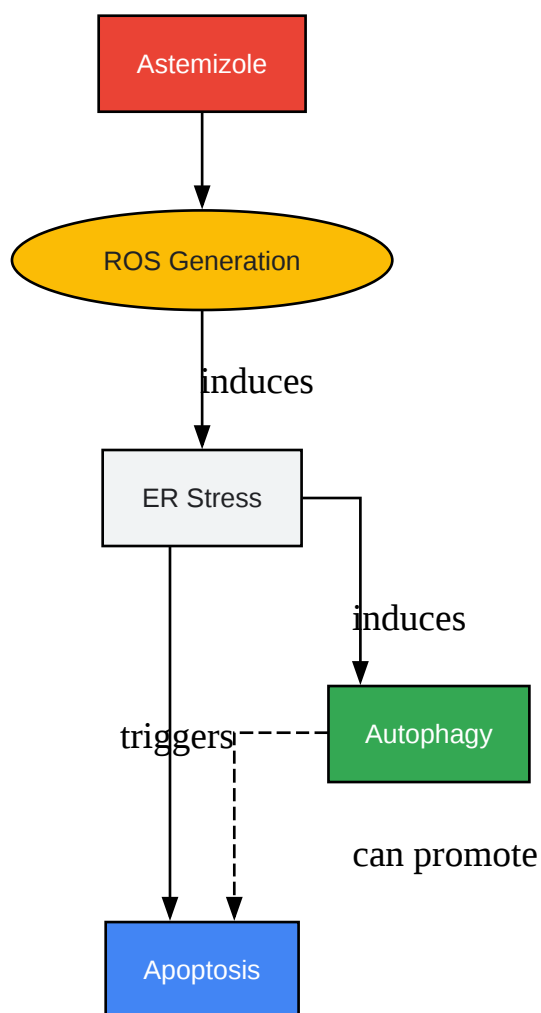 Astemizole
ROS Generation
induces
ER Stress
induces
triggers
Autophagy
can promote
Apoptosis